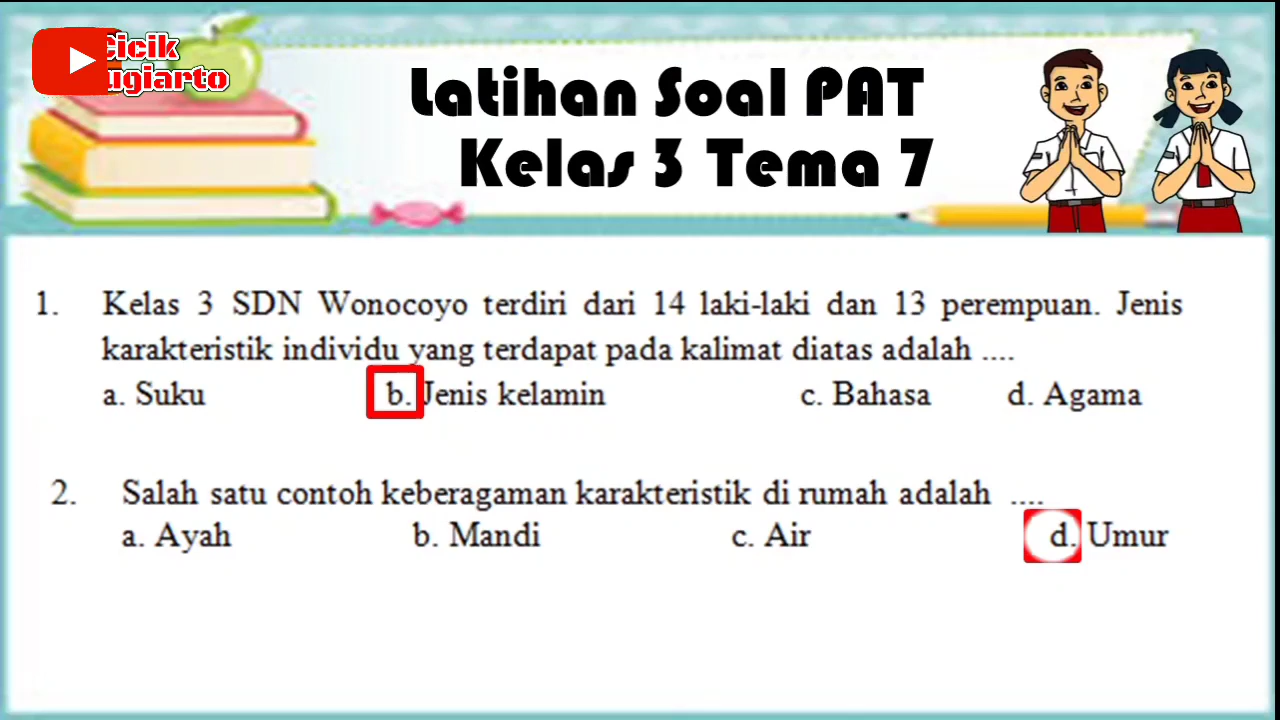 Cicik
ugiarto
Latihan Soal PAT
Kelas 3 Tema 7
1. Kelas 3 SDN Wonocoyo terdiri dari 14 laki-laki dan 13 perempuan. Jenis
karakteristik individu yang terdapat pada kalimat diatas adalah ....
a. Suku b. Jenis kelamin c. Bahasa d. Agama
2. Salah satu contoh keberagaman karakteristik di rumah adalah ....
a. Ayah b. Mandi c. Air d. Umur